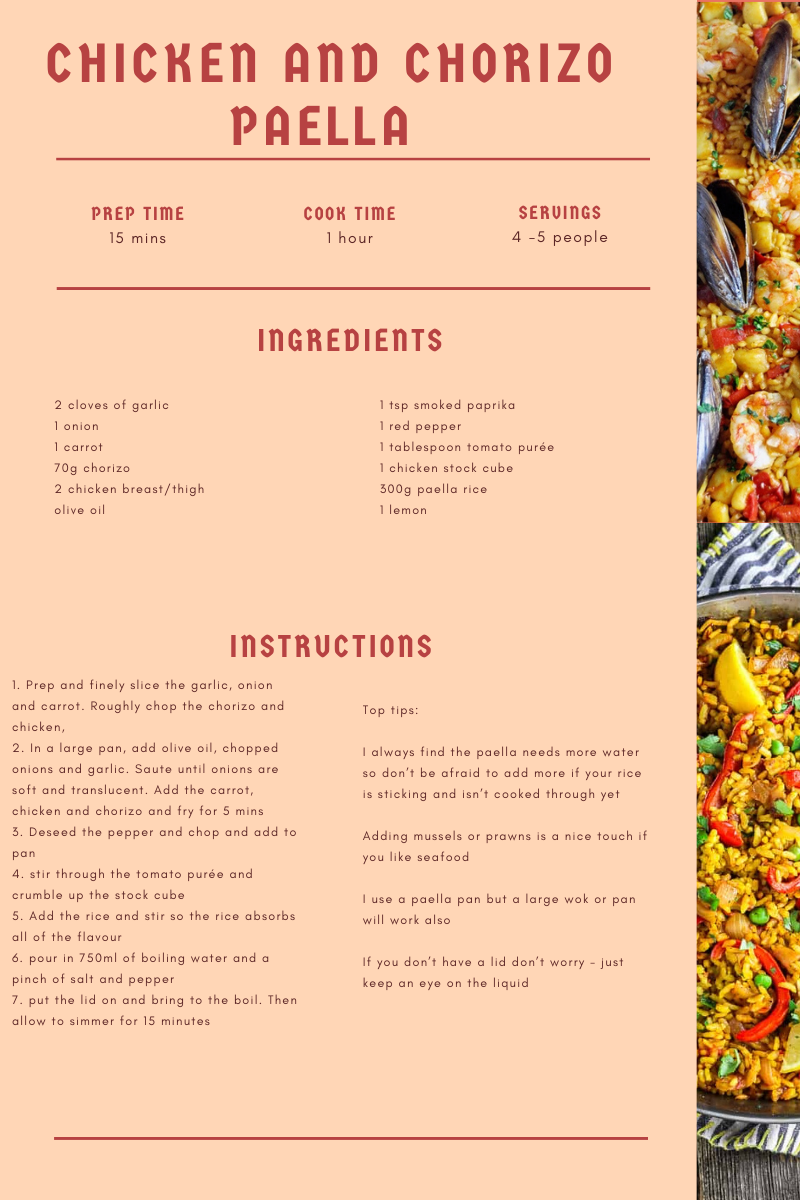 CHICKEN AND CHORIZO
PAELLA
PREP TIME
15 mins
COOK TIME
1 hour
SERVINGS
4 -5 people
INGREDIENTS
2 cloves of garlic
1 onion
1 carrot
70g chorizo
2 chicken breast/thigh
olive oil
1 tsp smoked paprika
1 red pepper
1 tablespoon tomato purée
1 chicken stock cube
300g paella rice
1 lemon
INSTRUCTIONS
1. Prep and finely slice the garlic, onion
and carrot. Roughly chop the chorizo and
chicken,
2. In a large pan, add olive oil, chopped
onions and garlic. Saute until onions are
soft and translucent. Add the carrot,
chicken and chorizo and fry for 5 mins
3. Deseed the pepper and chop and add to
pan
4. stir through the tomato purée and
crumble up the stock cube
5. Add the rice and stir so the rice absorbs
all of the flavour
6. pour in 750ml of boiling water and a
pinch of salt and pepper
7. put the lid on and bring to the boil. Then
allow to simmer for 15 minutes
Top tips:
I always find the paella needs more water
so don't be afraid to add more if your rice
is sticking and isn't cooked through yet
Adding mussels or prawns is a nice touch if
you like seafood
I use a paella pan but a large wok or pan
will work also
If you don't have a lid don't worry - just
keep an eye on the liquid